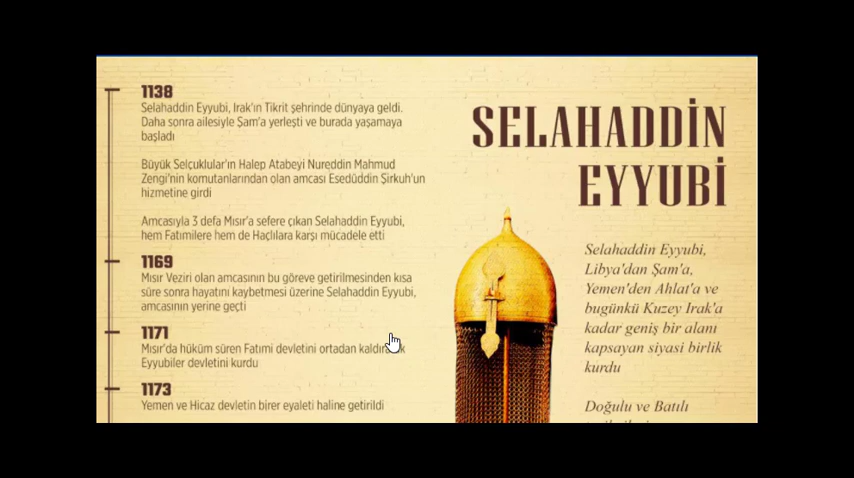 1138
Selahaddin Eyyubi, Irak'ın Tikrit şehrinde dünyaya geldi.
Daha sonra ailesiyle Şam'a yerleşti ve burada yaşamaya
başladı
Büyük Selçuklular'ın Halep Atabeyi Nureddin Mahmud
Zengi'nin komutanlarından olan amcası Esedüddin Şirkuh'un
hizmetine girdi
Amcasıyla 3 defa Mısır'a sefere çıkan Selahaddin Eyyubi,
hem Fatımilere hem de Haçlılara karşı mücadele etti
1169
Mısır Veziri olan amcasının bu göreve getirilmesinden kısa
süre sonra hayatını kaybetmesi üzerine Selahaddin Eyyubi,
amcasının yerine geçti
1171
Mısır'da hüküm süren Fatımi devletini ortadan
Eyyubiler devletini kurdu
1173
Yemen ve Hicaz devletin birer eyaleti haline getirildi
SELAHADDİN
EYYUBİ
Selahaddin Eyyubi,
Libya'dan Şam'a,
Yemen'den Ahlat'a ve
bugünkü Kuzey Irak'a
kadar geniş bir alanı
kapsayan siyasi birlik
kurdu
Doğulu ve Batılı